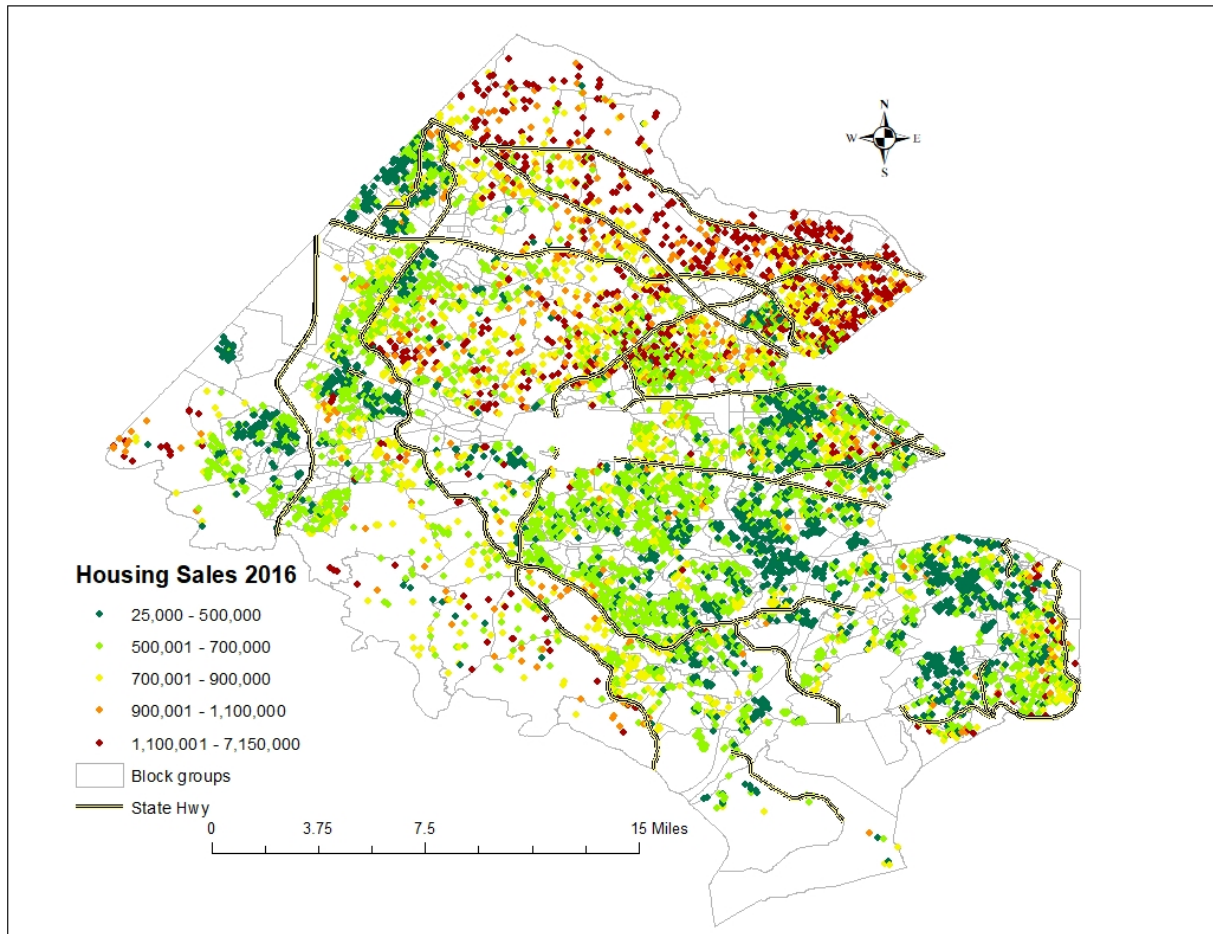 N
W E
S
Housing Sales 2016
25,000 - 500,000
500,001 - 700,000
700,001 - 900,000
900,001 - 1,100,000
1,100,001 - 7,150,000
Block groups
State Hwy
0 3.75 7.5 15 Miles